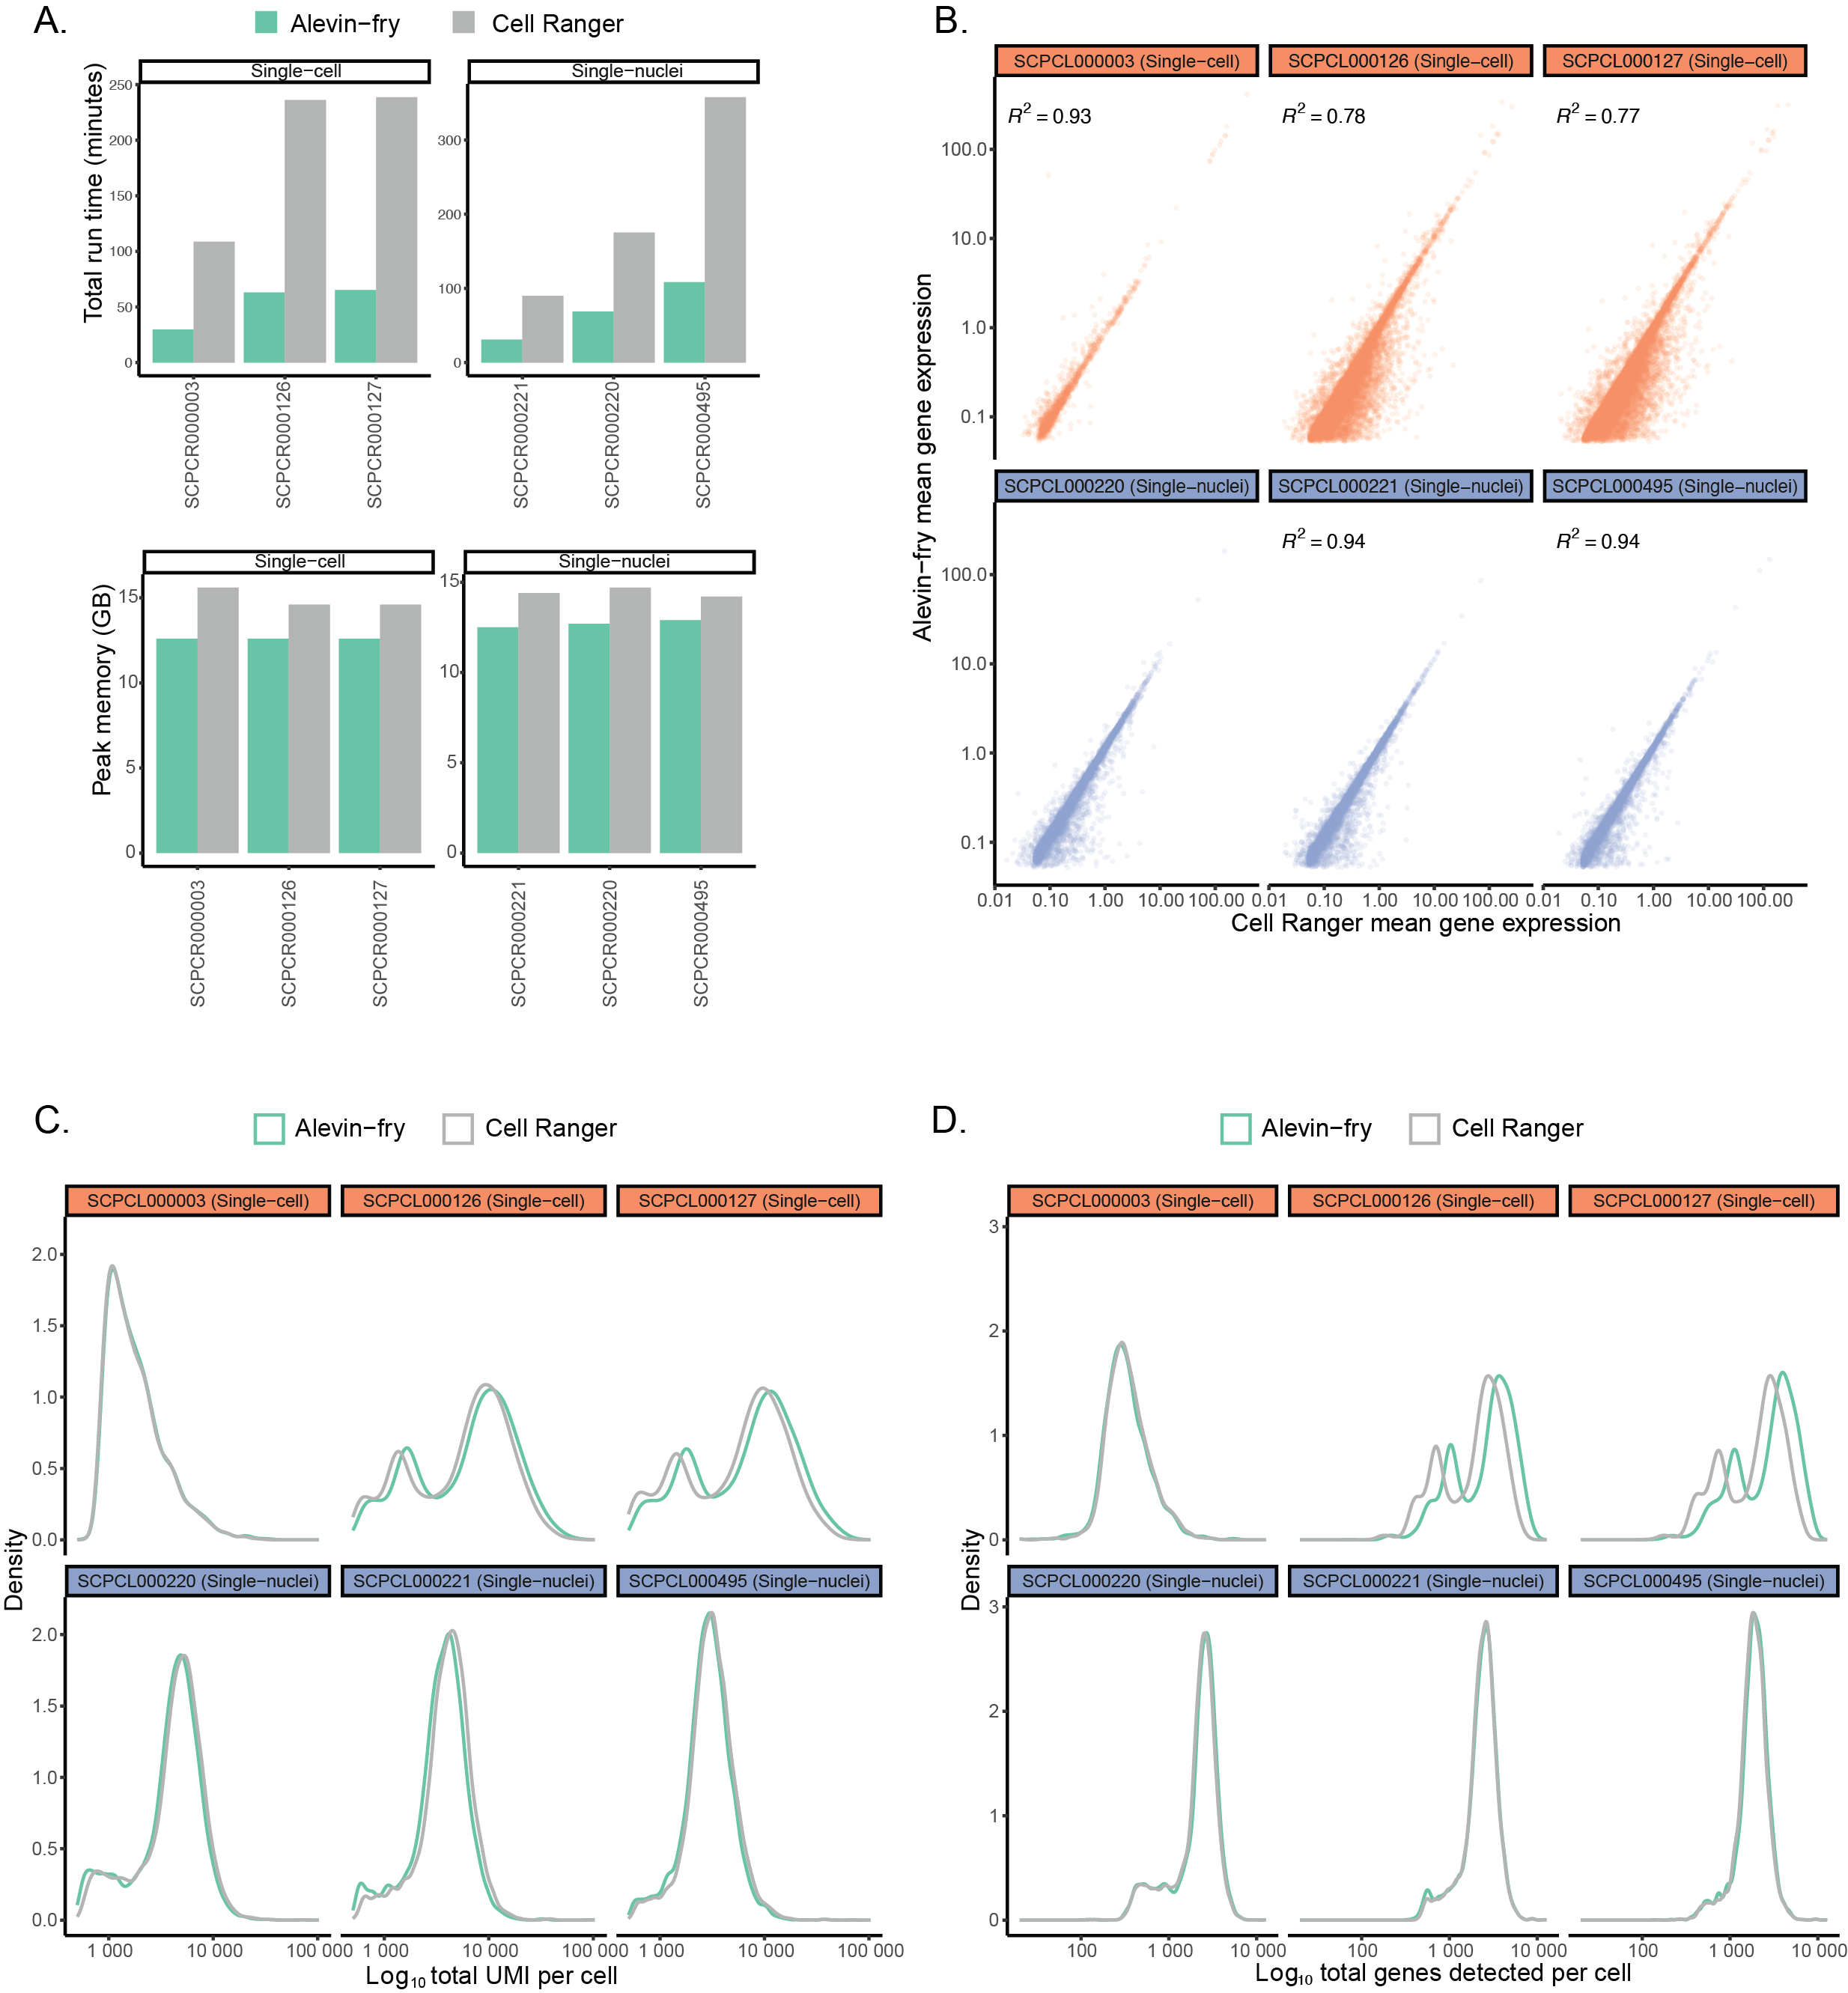 A.
Alevin−fry
Cell Ranger
Single-cell
Single-nuclei
Total run time (minutes)
250
200
150
100
50
0
300
200
100
0
SCPCR000003
SCPCR000126
SCPCR000127
SCPCR000221
SCPCR000220
SCPCR000495
Single-cell
Single-nuclei
Peak memory (GB)
15
10
5
0
15
10
5
0
SCPCR000003
SCPCR000126
SCPCR000127
SCPCR000221
SCPCR000220
SCPCR000495
B.
SCPCL000003 (Single−cell)
SCPCL000126 (Single−cell)
SCPCL000127 (Single−cell)
R² = 0.93
R² = 0.78
R² = 0.77
Alevin−fry mean gene expression
100.0
10.0
1.0
0.1
SCPCL000220 (Single−nuclei)
SCPCL000221 (Single−nuclei)
SCPCL000495 (Single−nuclei)
R² = 0.94
R² = 0.94
100.0
10.0
1.0
0.1
0.01 0.10 1.00 10.00 100.00
0.01 0.10 1.00 10.00 100.00
0.01 0.10 1.00 10.00 100.00
Cell Ranger mean gene expression
C.
Alevin−fry
Cell Ranger
SCPCL000003 (Single−cell)
SCPCL000126 (Single−cell)
SCPCL000127 (Single−cell)
2.0
1.5
1.0
0.5
0.0
Density
SCPCL000220 (Single−nuclei)
SCPCL000221 (Single−nuclei)
SCPCL000495 (Single−nuclei)
2.0
1.5
1.0
0.5
0.0
1 000 10 000 100 000
1 000 10 000 100 000
1 000 10 000 100 000
Log₁₀ total UMI per cell
D.
Alevin−fry
Cell Ranger
SCPCL000003 (Single−cell)
SCPCL000126 (Single−cell)
SCPCL000127 (Single−cell)
3
2
1
0
Density
SCPCL000220 (Single−nuclei)
SCPCL000221 (Single−nuclei)
SCPCL000495 (Single−nuclei)
3
2
1
0
100 1 000 10 000
100 1 000 10 000
100 1 000 10 000
Log₁₀ total genes detected per cell